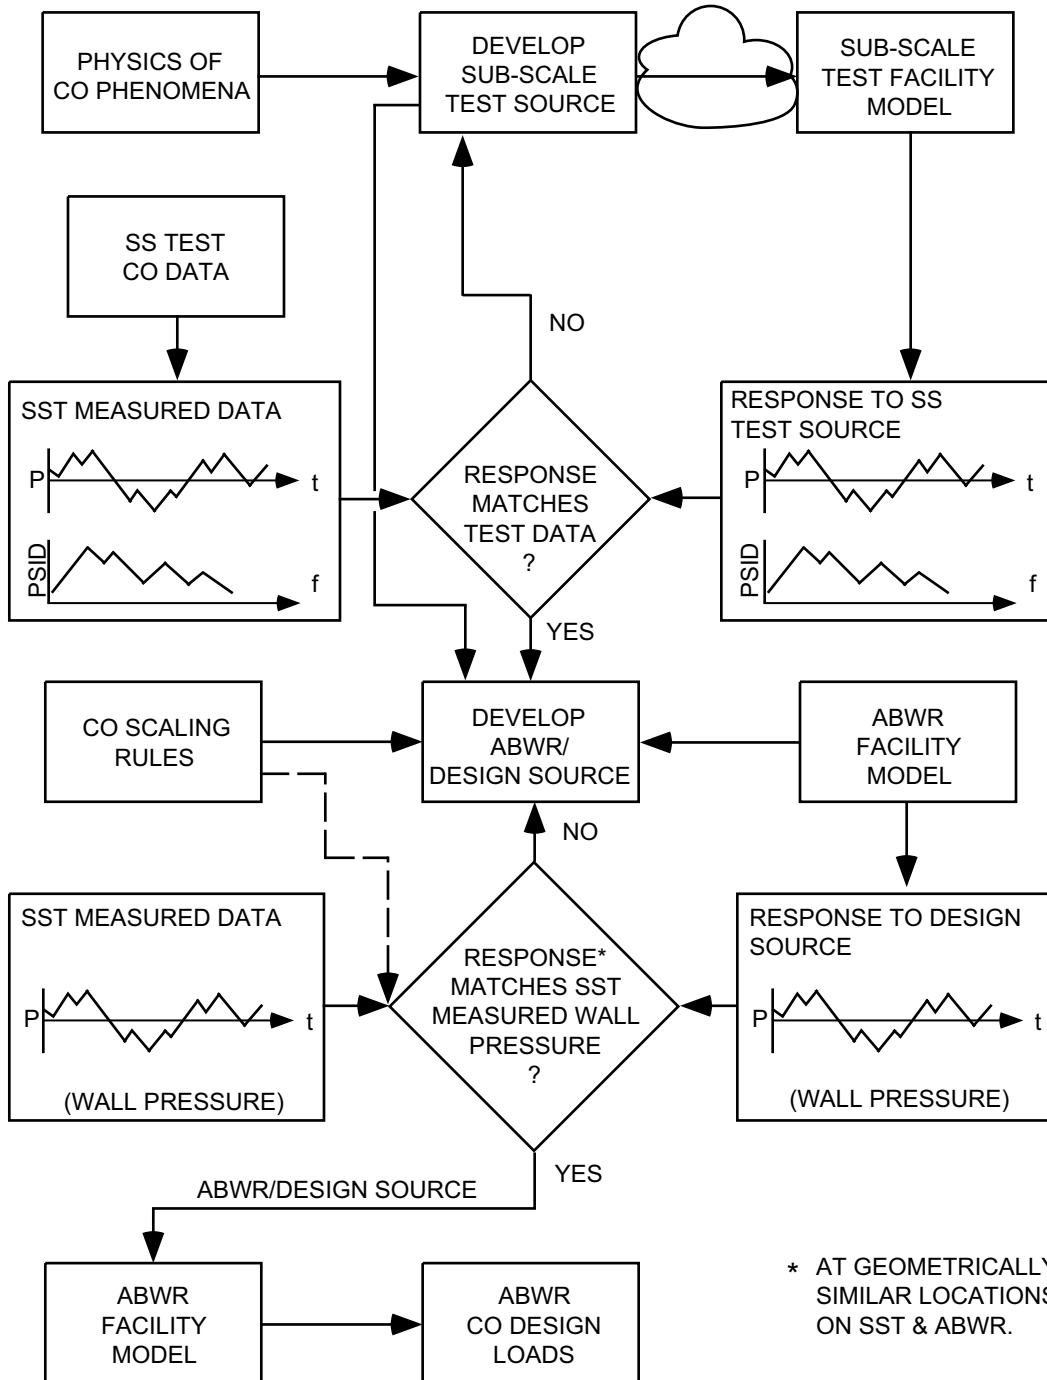 PHYSICS OF
CO PHENOMENA
DEVELOP
SUB-SCALE
TEST SOURCE
SUB-SCALE
TEST FACILITY
MODEL
SS TEST
CO DATA
NO
SST MEASURED DATA
P
t
PSID
f
RESPONSE
MATCHES
TEST DATA
?
RESPONSE TO SS
TEST SOURCE
P
t
PSID
f
YES
CO SCALING
RULES
DEVELOP
ABWR/
DESIGN SOURCE
ABWR
FACILITY
MODEL
NO
SST MEASURED DATA
P
t
(WALL PRESSURE)
RESPONSE*
MATCHES SST
MEASURED WALL
PRESSURE
?
RESPONSE TO DESIGN
SOURCE
P
t
(WALL PRESSURE)
YES
ABWR/DESIGN SOURCE
ABWR
FACILITY
MODEL
ABWR
CO DESIGN
LOADS
* AT GEOMETRICALLY
SIMILAR LOCATIONS
ON SST & ABWR.